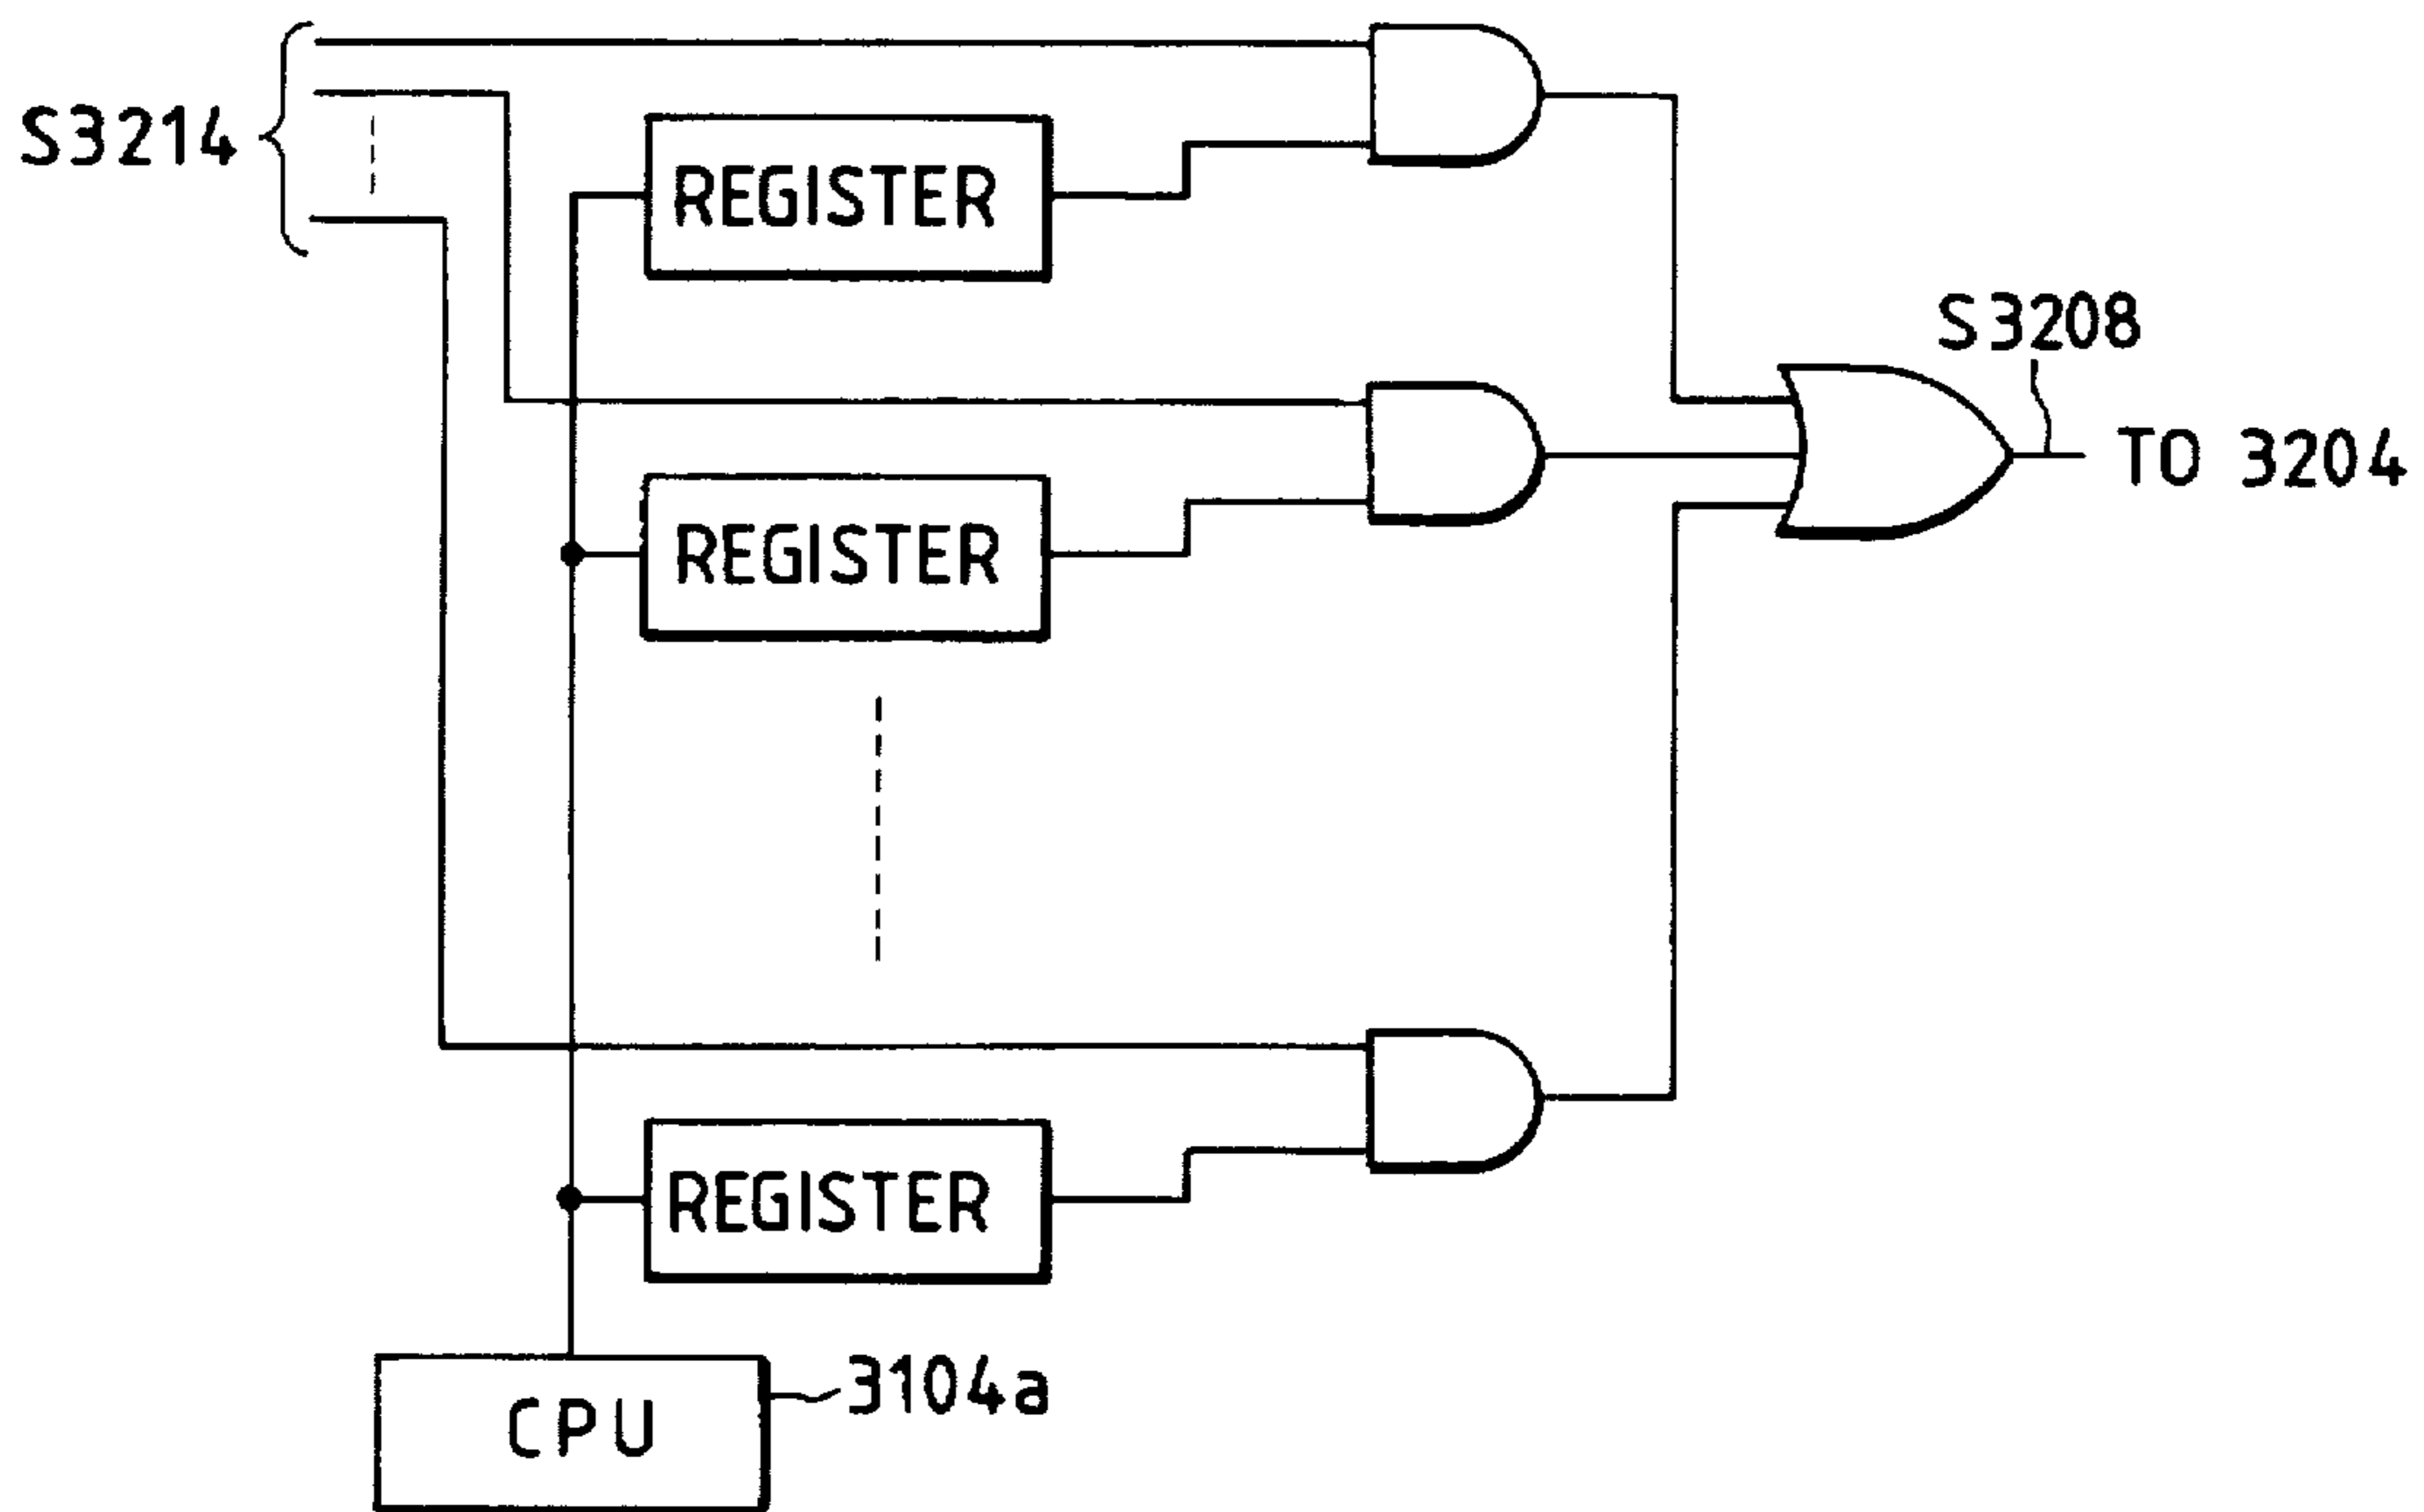 S3214
REGISTER
S3208
TO 3204
REGISTER
REGISTER
3104a
CPU